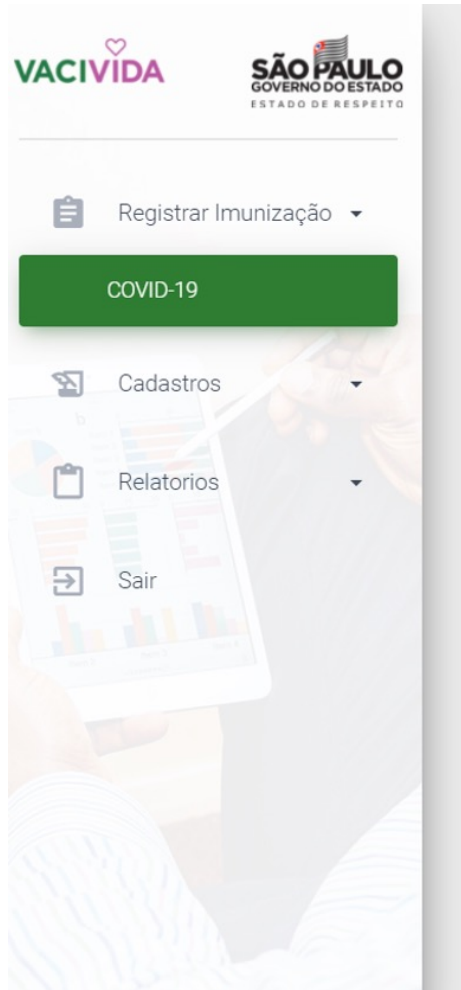 VACIVIDA
SÃO PAULO
GOVERNO DO ESTADO
ESTADO DE RESPEITO
Registrar Imunização
COVID-19
Cadastros
Relatorios
Sair